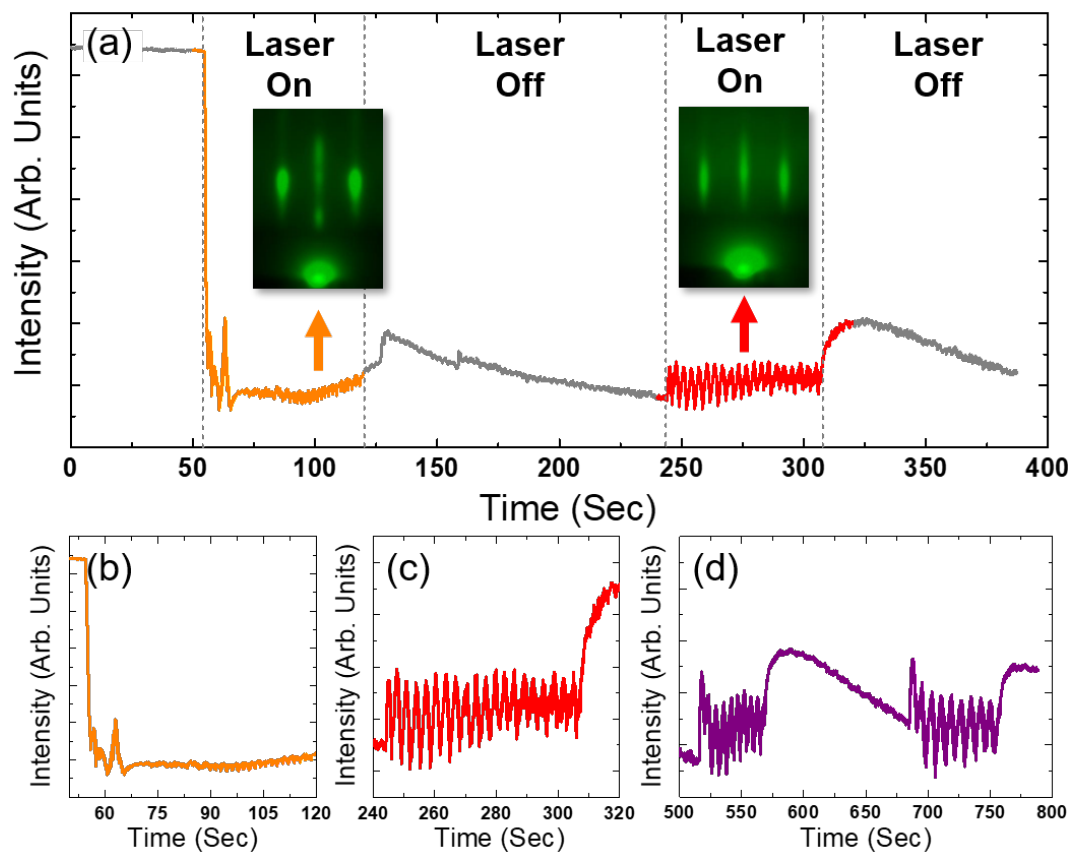 (a)
Laser On
Laser Off
Laser On
Laser Off
Intensity (Arb. Units)
0 50 100 150 200 250 300 350 400
Time (Sec)
(b)
Intensity (Arb. Units)
60 75 90 105 120
Time (Sec)
(c)
Intensity (Arb. Units)
240 260 280 300 320
Time (Sec)
(d)
Intensity (Arb. Units)
500 550 600 650 700 750 800
Time (Sec)